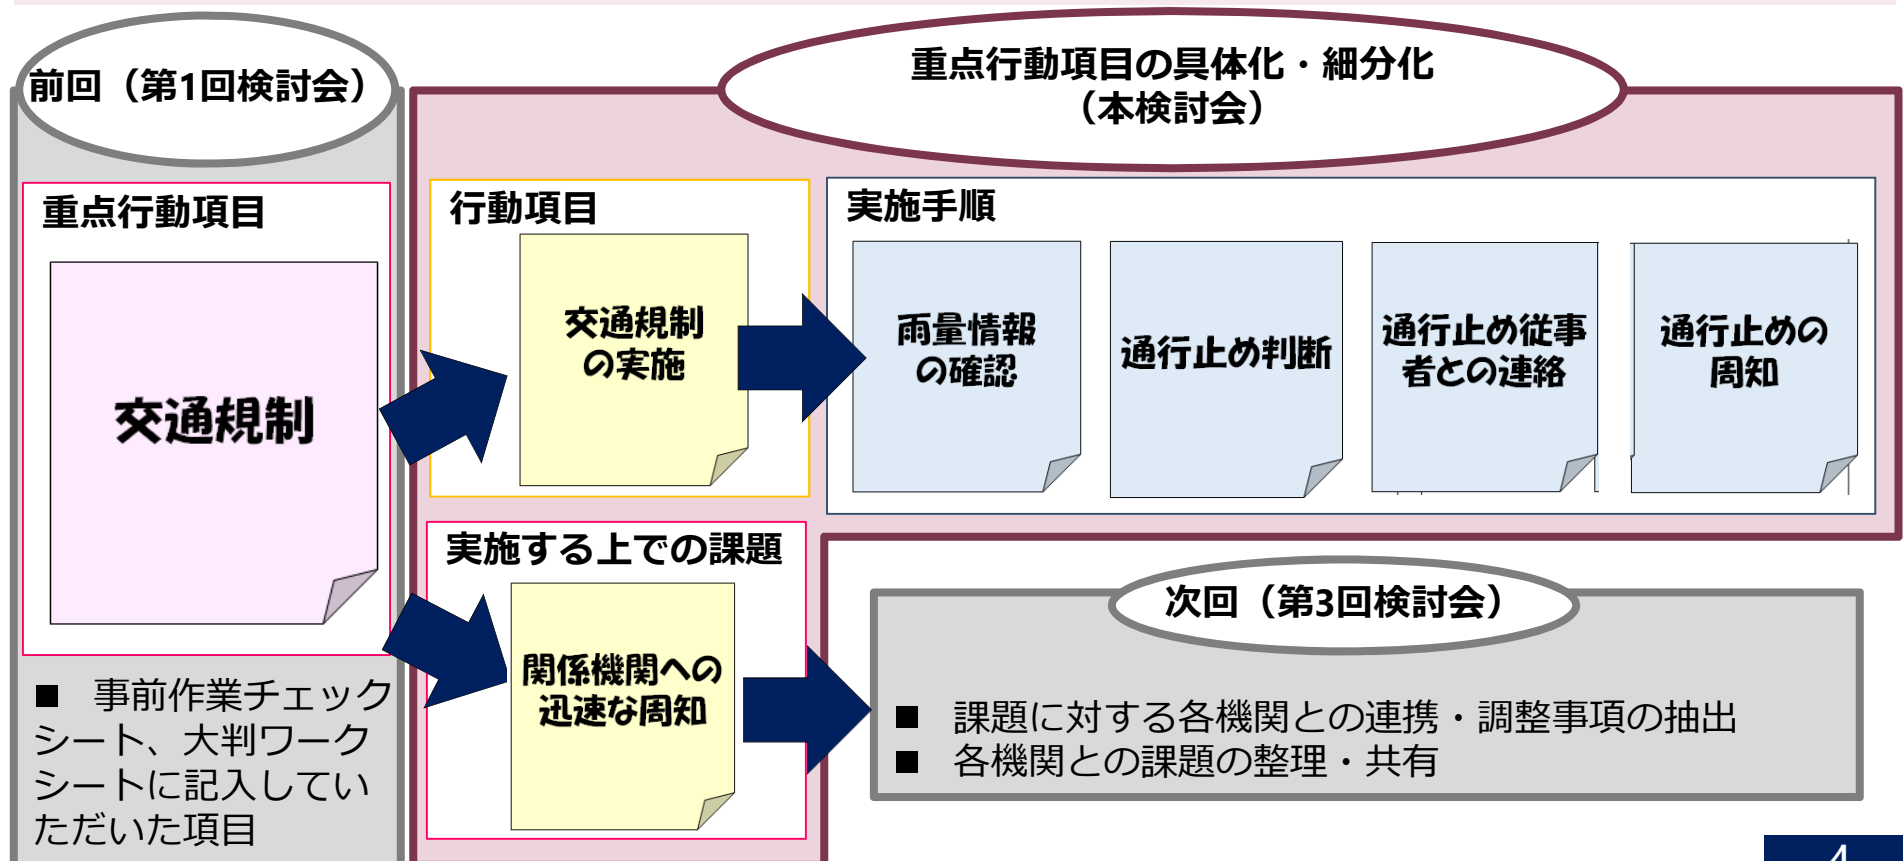 前回（第1回検討会）
重点行動項目
交通規制
■ 事前作業チェック
シート、大判ワーク
シートに記入してい
ただいた項目
重点行動項目の具体化・細分化
（本検討会）
行動項目
交通規制
の実施
実施手順
雨量情報
の確認
通行止め判断
通行止め従事
者との連絡
通行止めの
周知
実施する上での課題
関係機関への
迅速な周知
次回（第3回検討会）
■ 課題に対する各機関との連携・調整事項の抽出
■ 各機関との課題の整理・共有
4